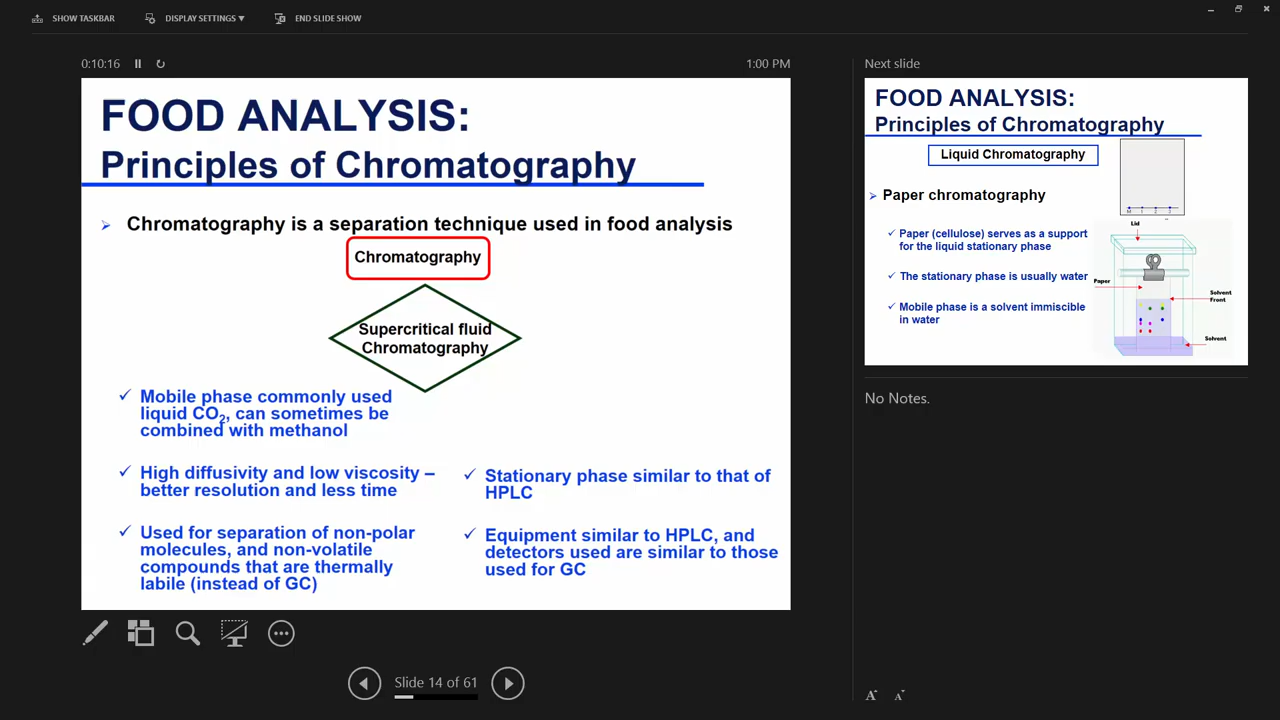 SHOW TASKBAR
DISPLAY SETTINGS ▼
END SLIDE SHOW
0:10:16
1:00 PM
FOOD ANALYSIS:
Principles of Chromatography
Chromatography is a separation technique used in food analysis
Chromatography
Supercritical fluid
Chromatography
Mobile phase commonly used
liquid CO2, can sometimes be
combined with methanol
High diffusivity and low viscosity –
better resolution and less time
Used for separation of non-polar
molecules, and non-volatile
compounds that are thermally
labile (instead of GC)
Stationary phase similar to that of
HPLC
Equipment similar to HPLC, and
detectors used are similar to those
used for GC
Slide 14 of 61
Next slide
FOOD ANALYSIS:
Principles of Chromatography
Liquid Chromatography
Paper chromatography
Paper (cellulose) serves as a support
for the liquid stationary phase
The stationary phase is usually water
Mobile phase is a solvent immiscible
in water
M 1 2 3
Lid
Paper
Solvent
Front
Solvent
No Notes.
A A